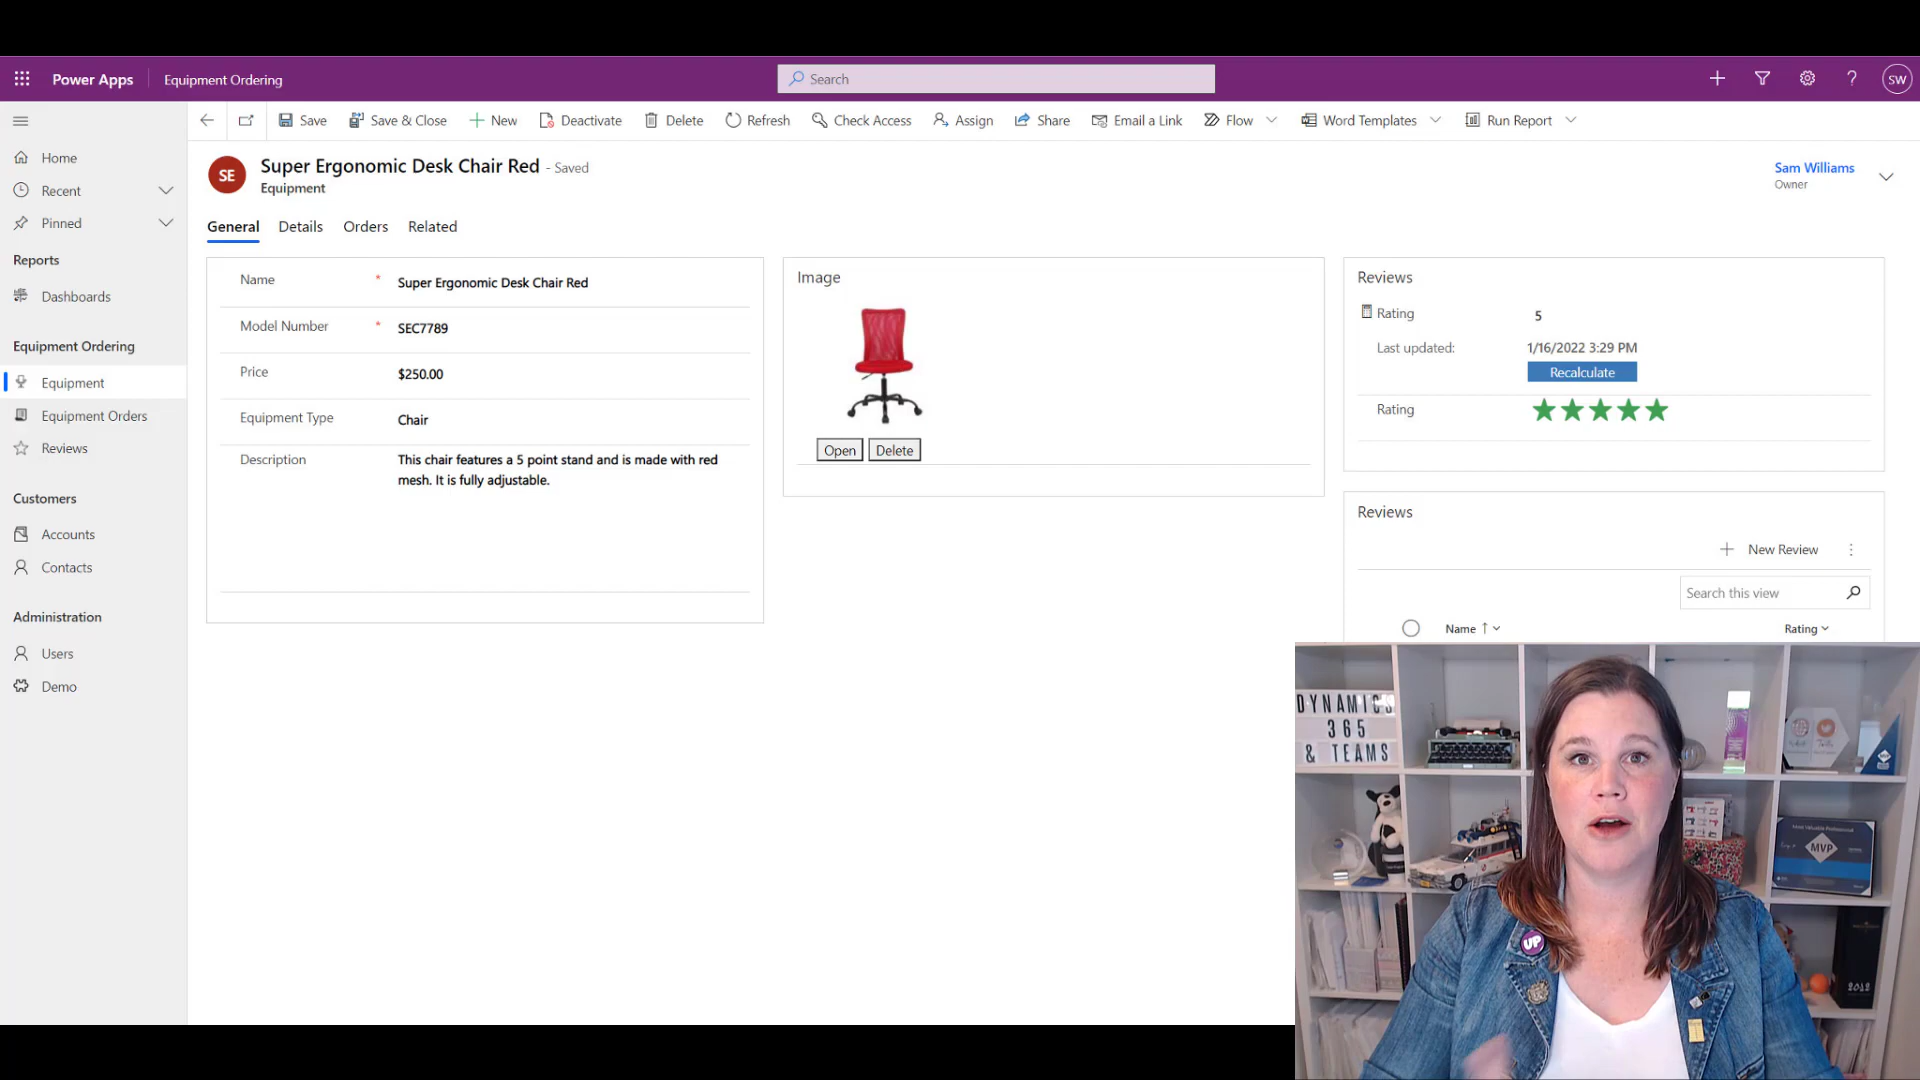 Power Apps
Equipment Ordering
Search
SW
Save
Save & Close
New
Deactivate
Delete
Refresh
Check Access
Assign
Share
Email a Link
Flow
Word Templates
Run Report
Home
Recent
Pinned
Reports
Dashboards
Equipment Ordering
Equipment
Equipment Orders
Reviews
Customers
Accounts
Contacts
Administration
Users
Demo
SE
Super Ergonomic Desk Chair Red - Saved
Equipment
Sam Williams
Owner
General
Details
Orders
Related
Name * Super Ergonomic Desk Chair Red
Model Number * SEC7789
Price $250.00
Equipment Type Chair
Description This chair features a 5 point stand and is made with red
mesh. It is fully adjustable.
Image
Open Delete
Reviews
Rating 5
Last updated: 1/16/2022 3:29 PM
Recalculate
Rating
Reviews
New Review
Search this view
Name
Rating
DYNAMICS
365
& TEAMS
MVP
UP
2012